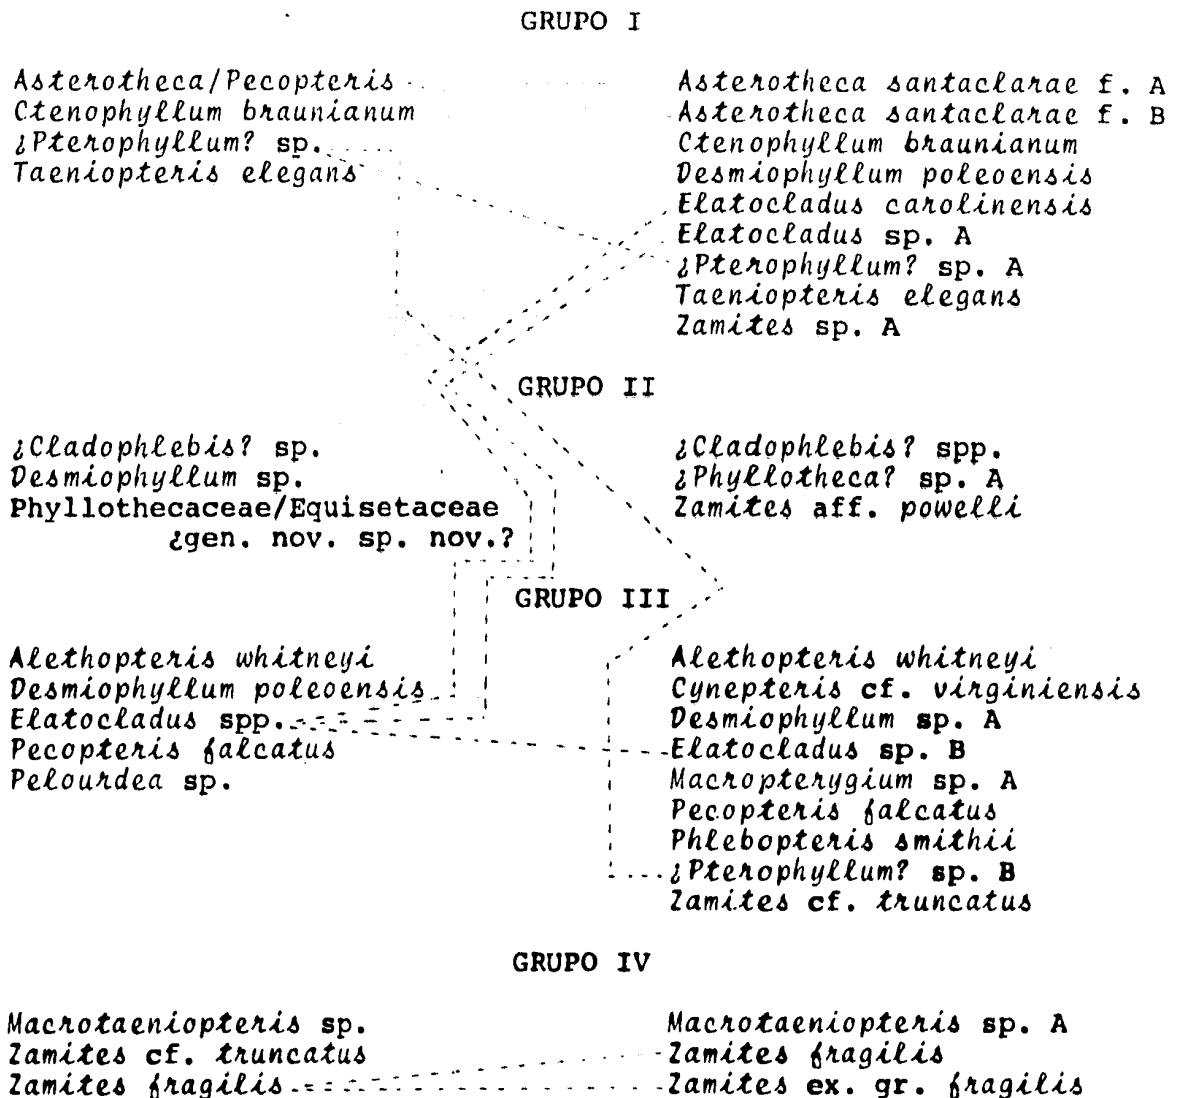 GRUPO I
Asterotheca/Pecopteris
Ctenophyllum braunianum
¿Pterophyllum? sp.
Taeniopteris elegans
Asterotheca santaclarae f. A
Asterotheca santaclarae f. B
Ctenophyllum braunianum
Desmiophyllum poleoensis
Elatocladus carolinensis
Elatocladus sp. A
¿Pterophyllum? sp. A
Taeniopteris elegans
Zamites sp. A
GRUPO II
¿Cladophlebis? sp.
Desmiophyllum sp.
Phyllothecaceae/Equisetaceae
¿gen. nov. sp. nov.?
¿Cladophlebis? spp.
¿Phyllotheca? sp. A
Zamites aff. powelli
GRUPO III
Alethopteris whitneyi
Desmiophyllum poleoensis
Elatocladus spp.
Pecopteris falcatus
Pelourdea sp.
Alethopteris whitneyi
Cynepteris cf. virginiensis
Desmiophyllum sp. A
Elatocladus sp. B
Macropterygium sp. A
Pecopteris falcatus
Phlebopteris smithii
¿Pterophyllum? sp. B
Zamites cf. truncatus
GRUPO IV
Macrotaeniopteris sp.
Zamites cf. truncatus
Zamites fragilis
Macrotaeniopteris sp. A
Zamites fragilis
Zamites ex. gr. fragilis